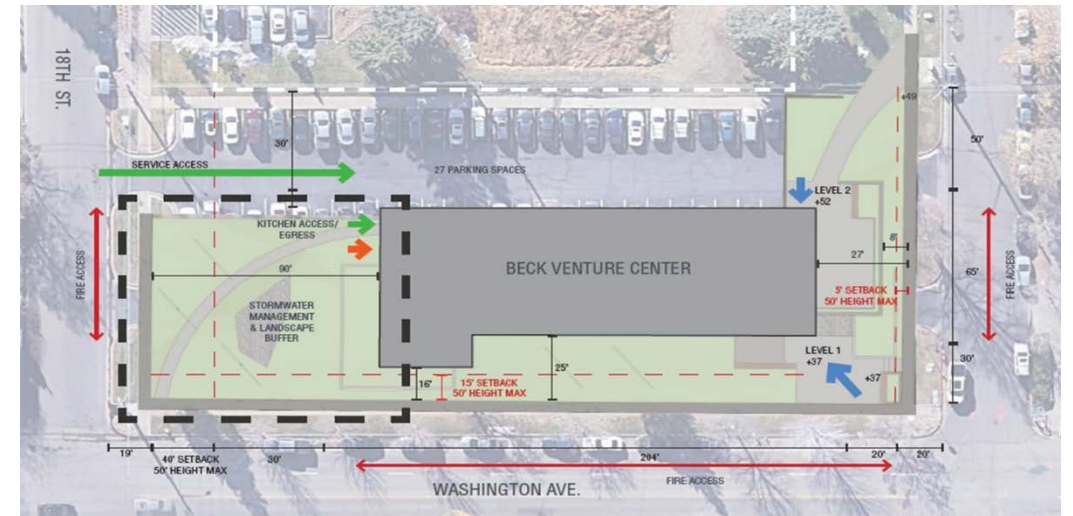 18TH ST.
+49
50'
30'
SERVICE ACCESS
27 PARKING SPACES
LEVEL 2
+52
KITCHEN ACCESS/
EGRESS
8'
27'
90'
BECK VENTURE CENTER
FIRE ACCESS
65'
FIRE ACCESS
5' SETBACK
50' HEIGHT MAX
STORMWATER
MANAGEMENT
& LANDSCAPE
BUFFER
LEVEL 1
+37
30'
25'
+37
16'
15' SETBACK
50' HEIGHT MAX
19'
40' SETBACK
50' HEIGHT MAX
30'
204'
20'
20'
FIRE ACCESS
WASHINGTON AVE.